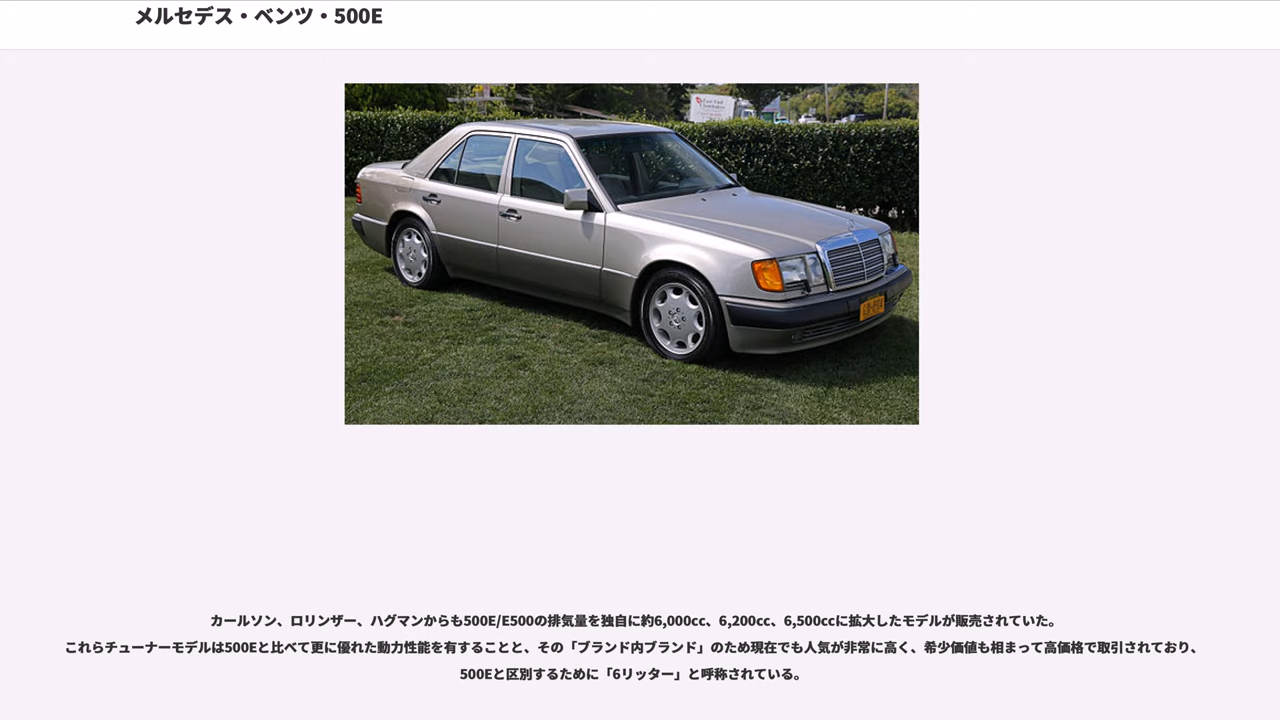 メルセデス・ベンツ・500E
カールソン、ロリンザー、ハグマンからも500E/E500の排気量を独自に約6,000cc、6,200cc、6,500ccに拡大したモデルが販売されていた。
これらチューナーモデルは500Eと比べて更に優れた動力性能を有することと、その「ブランド内ブランド」のため現在でも人気が非常に高く、希少価値も相まって高価格で取引されており、
500Eと区別するために「6リッター」と呼称されている。